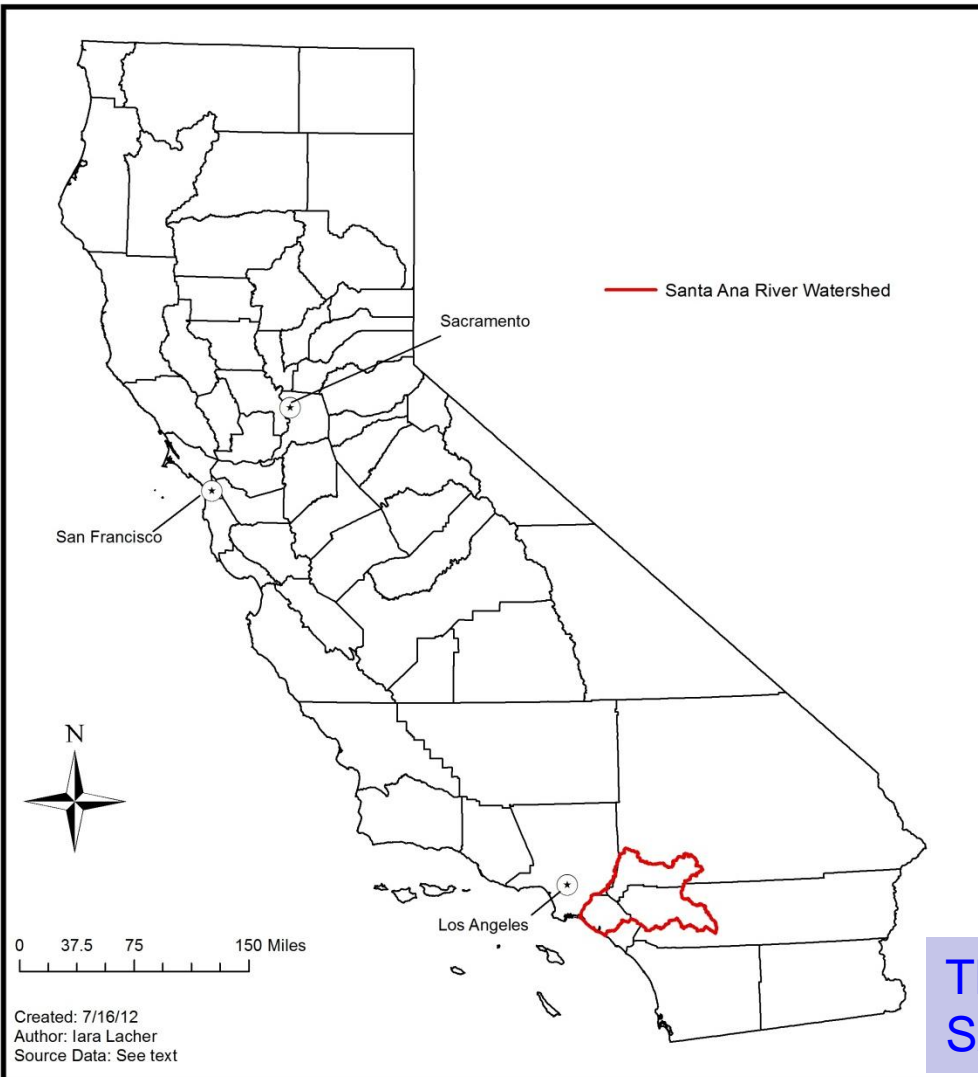 Santa Ana River Watershed
Sacramento
San Francisco
N
Los Angeles
0 37.5 75 150 Miles
Created: 7/16/12
Author: Iara Lacher
Source Data: See text